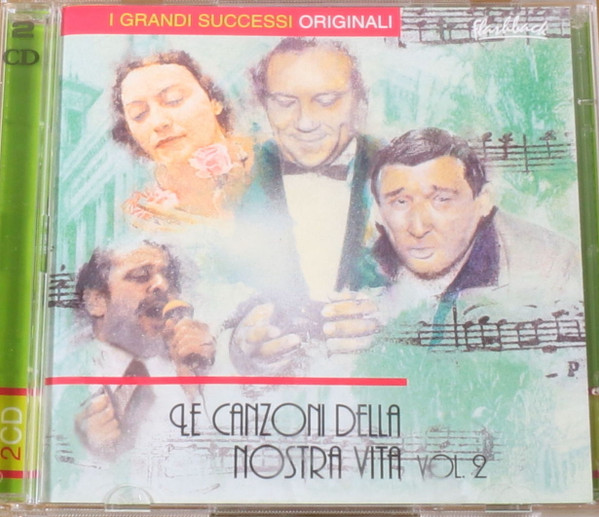 2
CD
I GRANDI SUCCESSI ORIGINALI
flashback
LE CANZONI DELLA
NOSTRA VITA VOL. 2
2CD